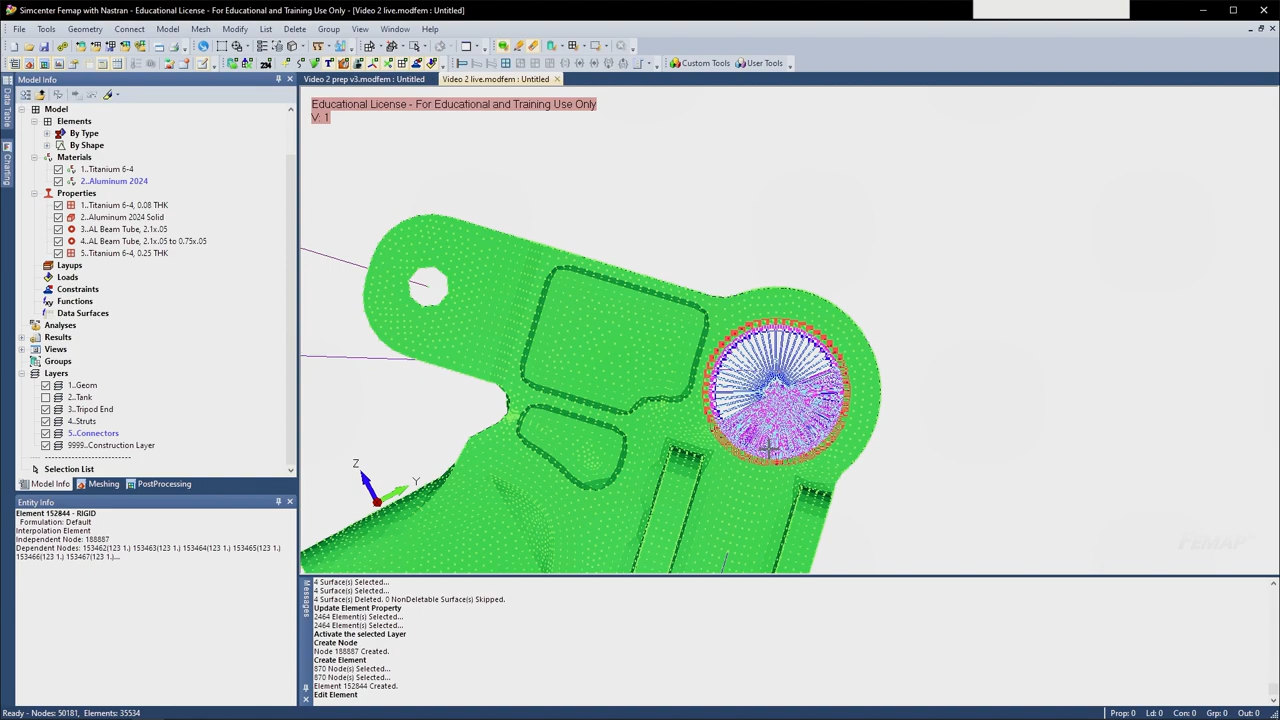 Simcenter Femap with Nastran - Educational License - For Educational and Training Use Only - [Video 2 live.modfem : Untitled]
File Tools Geometry Connect Model Mesh Modify List Delete Group View Window Help
Custom Tools User Tools
Model Info
Video 2 prep v3.modfem : Untitled Video 2 live.modfem : Untitled
Data Table
Charting
Model
Elements
By Type
By Shape
Materials
1..Titanium 6-4
2..Aluminum 2024
Properties
1..Titanium 6-4, 0.08 THK
2..Aluminum 2024 Solid
3..AL Beam Tube, 2.1x.05
4..AL Beam Tube, 2.1x.05 to 0.75x.05
5..Titanium 6-4, 0.25 THK
Layups
Loads
Constraints
Functions
Data Surfaces
Analyses
Results
Views
Groups
Layers
1..Geom
2..Tank
3..Tripod End
4..Struts
5..Connectors
9999..Construction Layer
Selection List
Model Info Meshing PostProcessing
Entity Info
Element 152844 - RIGID
Formulation: Default
Interpolation Element
Independent Node: 188887
Dependent Nodes: 153462(123 1.) 153463(123 1.) 153464(123 1.) 153465(123 1.)
153466(123 1.) 153467(123 1.)...
Educational License - For Educational and Training Use Only
V: 1
Z
Y
FEMAP
Messages
4 Surface(s) Selected...
4 Surface(s) Selected...
4 Surface(s) Deleted. 0 NonDeletable Surface(s) Skipped.
Update Element Property
2464 Element(s) Selected...
2464 Element(s) Selected...
Activate the selected Layer
Create Node
Node 188887 Created.
Create Element
870 Node(s) Selected...
870 Node(s) Selected...
Element 152844 Created.
Edit Element
Ready - Nodes: 50181, Elements: 35534
Prop: 0 Ld: 0 Con: 0 Grp: 0 Out: 0